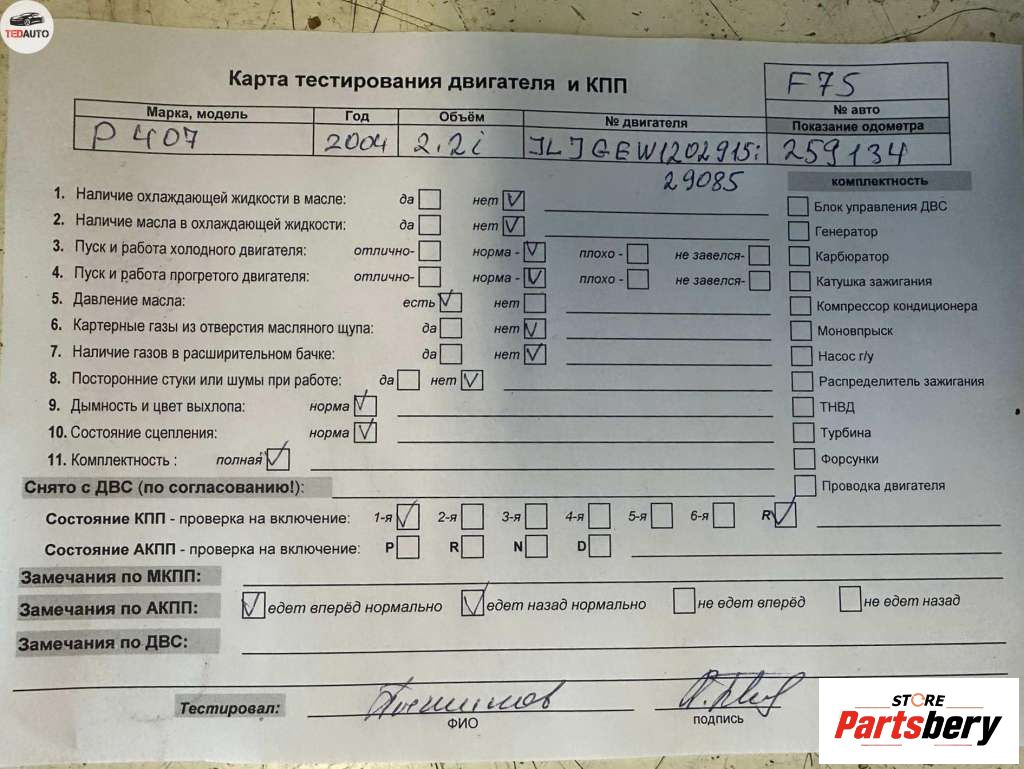 TEDAUTO
Карта тестирования двигателя и КПП
F75
№ авто
Марка, модель Год Объём № двигателя Показание одометра
P 407 2004 2.2i 259134
29085
комплектность
1. Наличие охлаждающей жидкости в масле: да нет
2. Наличие масла в охлаждающей жидкости: да нет
3. Пуск и работа холодного двигателя: отлично- норма - плохо - не завелся-
4. Пуск и работа прогретого двигателя: отлично- норма - плохо - не завелся-
5. Давление масла: есть нет
6. Картерные газы из отверстия масляного щупа: да нет
7. Наличие газов в расширительном бачке: да нет
8. Посторонние стуки или шумы при работе: да нет
9. Дымность и цвет выхлопа: норма
10. Состояние сцепления: норма
11. Комплектность : полная
Блок управления ДВС
Генератор
Карбюратор
Катушка зажигания
Компрессор кондиционера
Моновпрыск
Насос г/у
Распределитель зажигания
ТНВД
Турбина
Форсунки
Проводка двигателя
Снято с ДВС (по согласованию!):
Состояние КПП - проверка на включение: 1-я 2-я 3-я 4-я 5-я 6-я R
Состояние АКПП - проверка на включение: P R N D
Замечания по МКПП:
Замечания по АКПП: едет вперёд нормально едет назад нормально не едет вперёд не едет назад
Замечания по ДВС:
Тестировал:
ФИО подпись
STORE
Partsbery